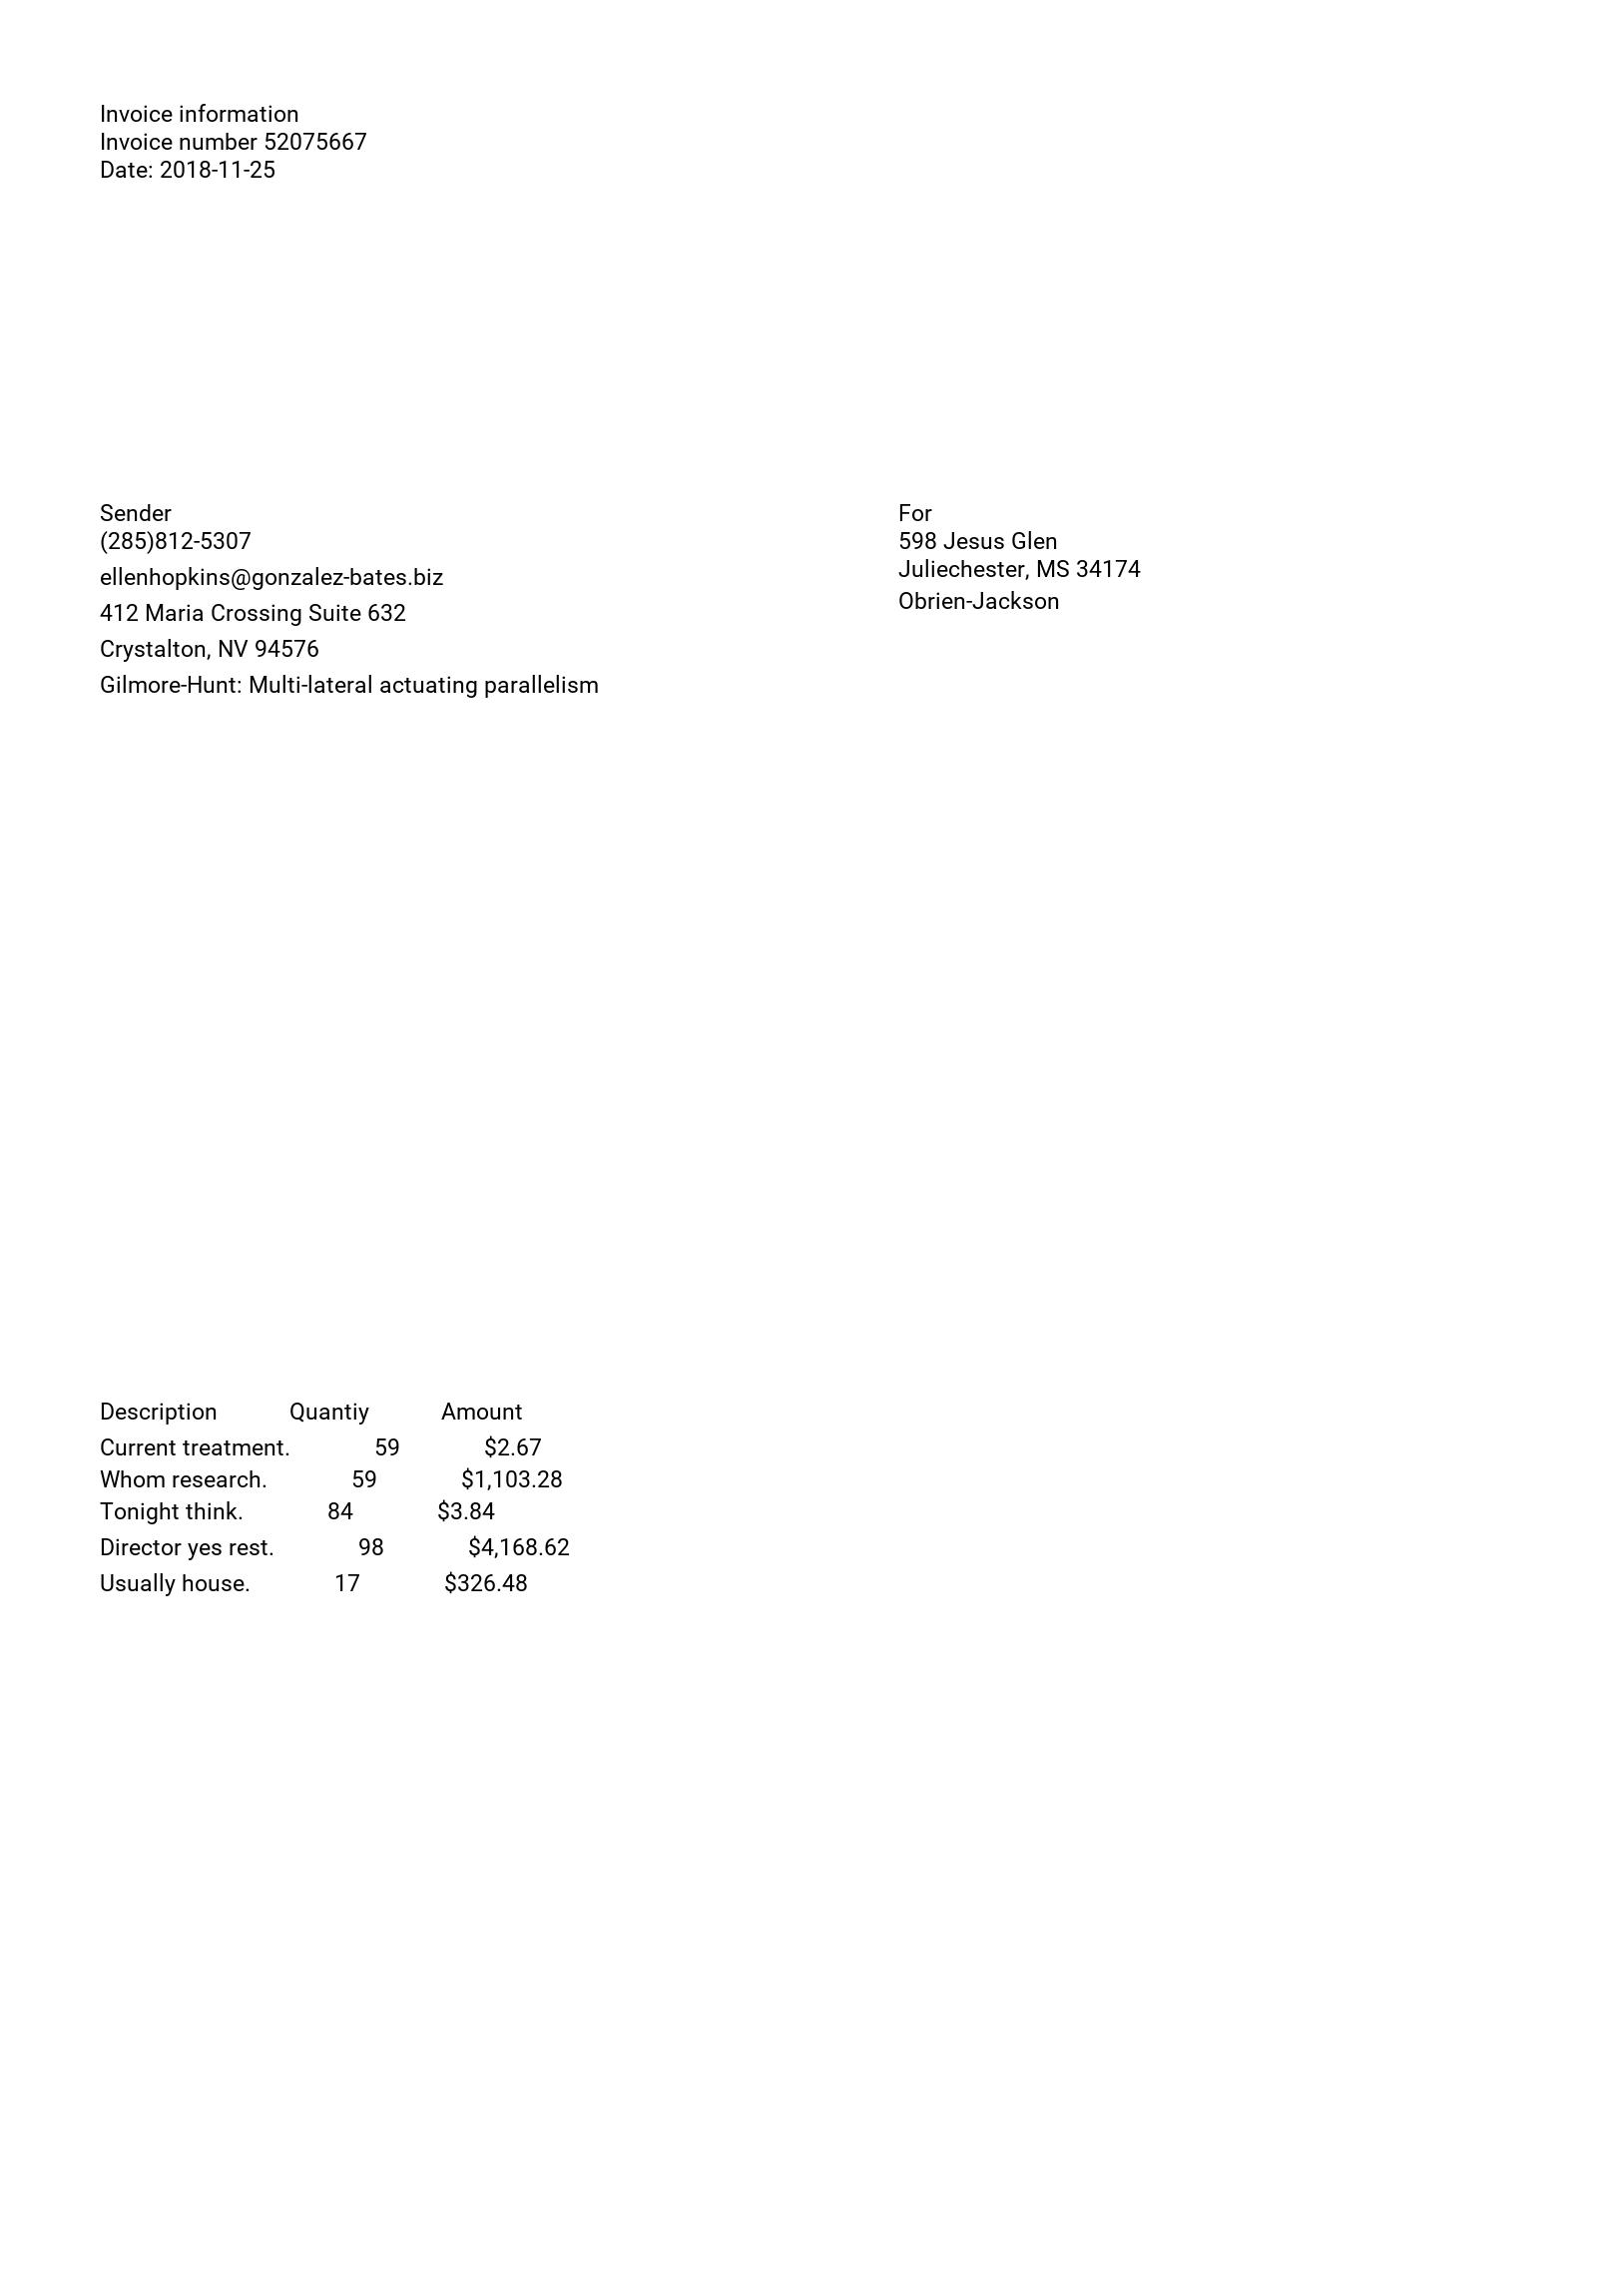 Invoice information
Invoice number 52075667
Date: 2018-11-25
Sender
(285)812-5307
ellenhopkins@gonzalez-bates.biz
412 Maria Crossing Suite 632
Crystalton, NV 94576
Gilmore-Hunt: Multi-lateral actuating parallelism
For
598 Jesus Glen
Juliechester, MS 34174
Obrien-Jackson
Description Quantiy Amount
Current treatment. 59 $2.67
Whom research. 59 $1,103.28
Tonight think. 84 $3.84
Director yes rest. 98 $4,168.62
Usually house. 17 $326.48